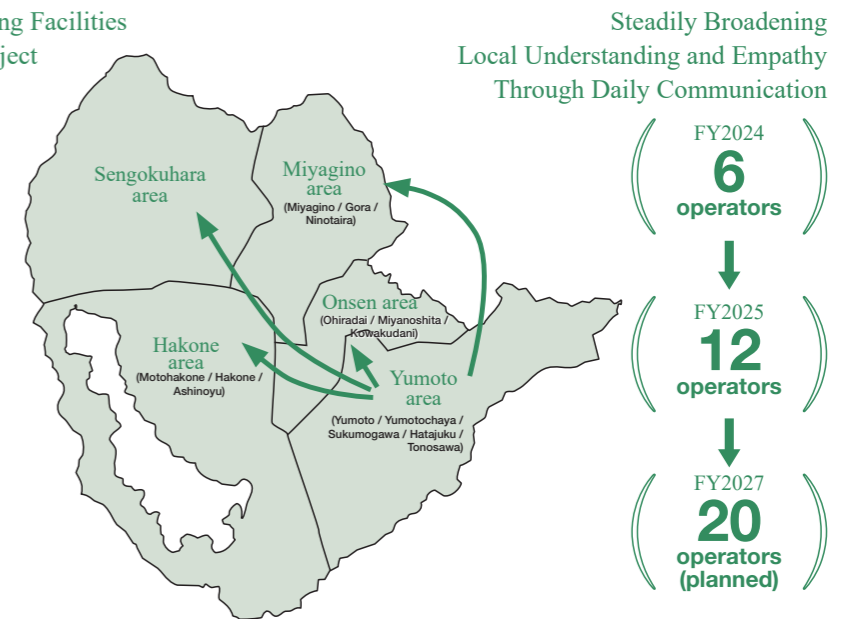 ng Facilities
ject
Steadily Broadening
Local Understanding and Empathy
Through Daily Communication
Sengokuhara
area
Miyagino
area
(Miyagino / Gora /
Ninotaira)
Onsen area
(Ohiradai / Miyanoshita /
Kowakudani)
Hakone
area
(Motohakone / Hakone /
Ashinoyu)
Yumoto
area
(Yumoto / Yumotochaya /
Sukumogawa / Hatajuku /
Tonosawa)
FY2024
6
operators
FY2025
12
operators
FY2027
20
operators
(planned)